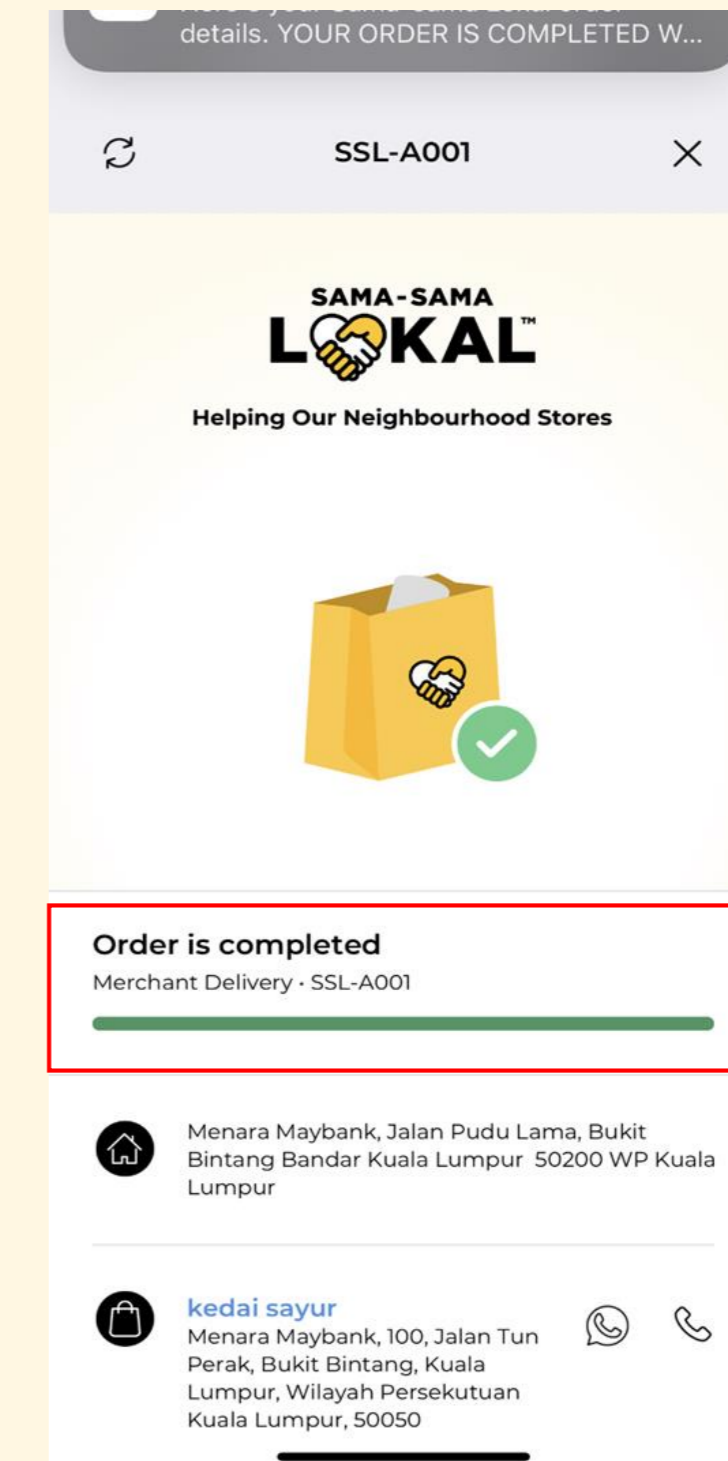 details. YOUR ORDER IS COMPLETED W...
SSL-A001
SAMA-SAMA
LOKAL™
Helping Our Neighbourhood Stores
Order is completed
Merchant Delivery · SSL-A001
Menara Maybank, Jalan Pudu Lama, Bukit
Bintang Bandar Kuala Lumpur 50200 WP Kuala
Lumpur
kedai sayur
Menara Maybank, 100, Jalan Tun
Perak, Bukit Bintang, Kuala
Lumpur, Wilayah Persekutuan
Kuala Lumpur, 50050